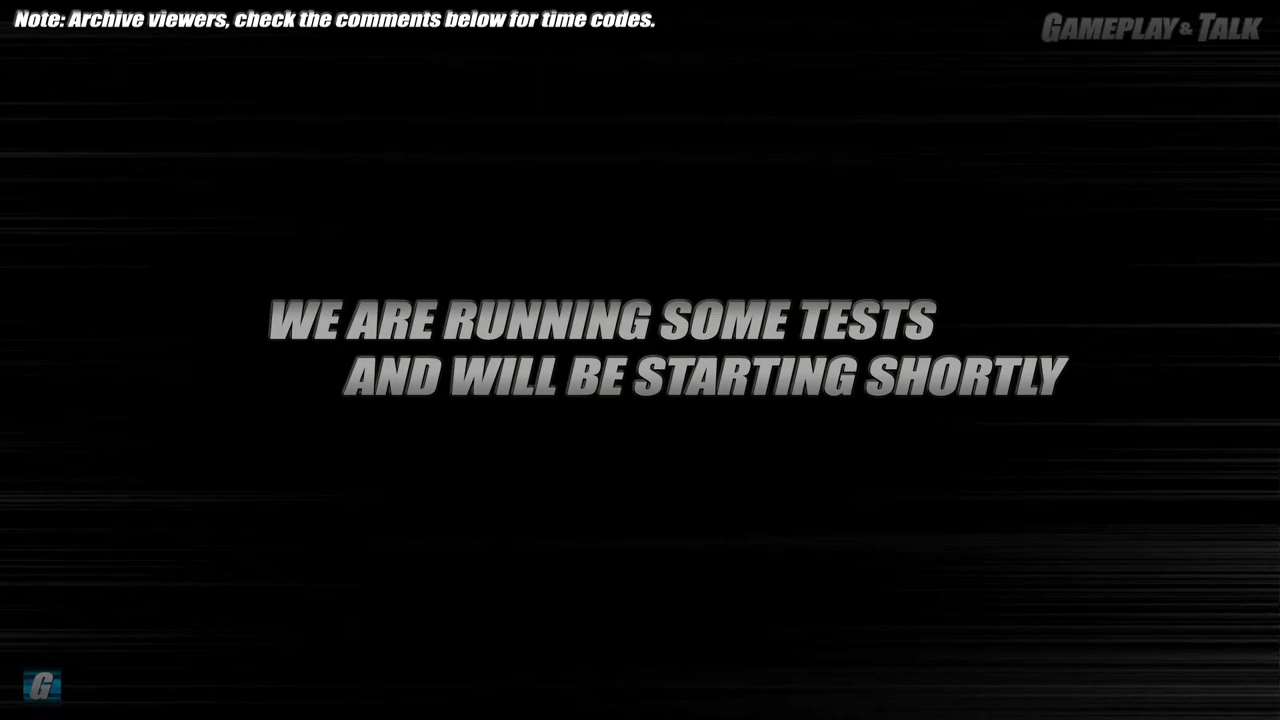 Note: Archive viewers, check the comments below for time codes.
GAMEPLAY & TALK
WE ARE RUNNING SOME TESTS
AND WILL BE STARTING SHORTLY
G